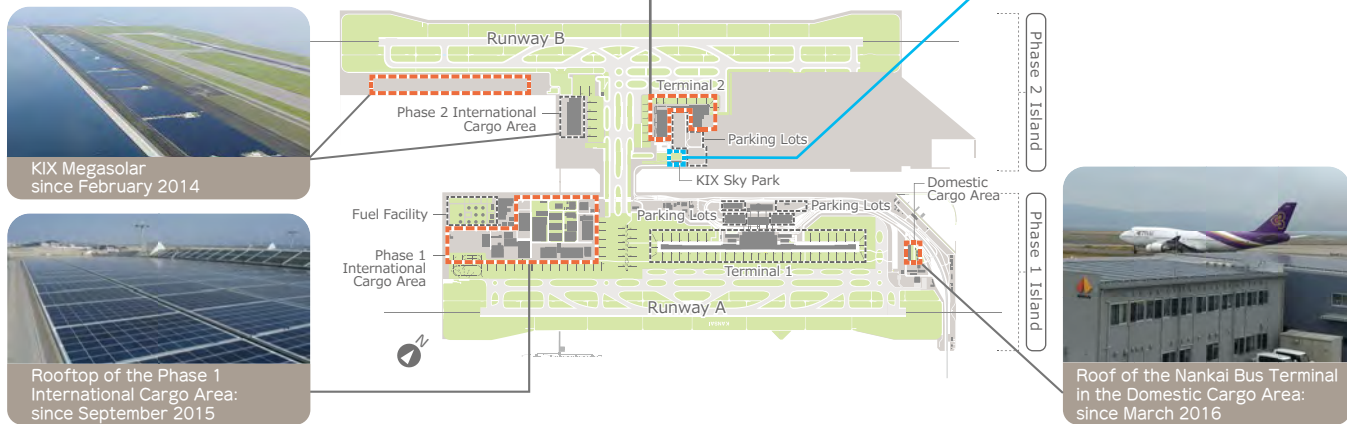 Runway B
Terminal 2
Phase 2 International
Cargo Area
Parking Lots
KIX Sky Park
Phase 2 Island
KIX Megasolar
since February 2014
Domestic
Cargo Area
Fuel Facility
Parking Lots
Parking Lots
Phase 1
International
Cargo Area
Terminal 1
Phase 1 Island
Runway A
KANSAI
N
Rooftop of the Phase 1
International Cargo Area:
since September 2015
Roof of the Nankai Bus Terminal
in the Domestic Cargo Area:
since March 2016